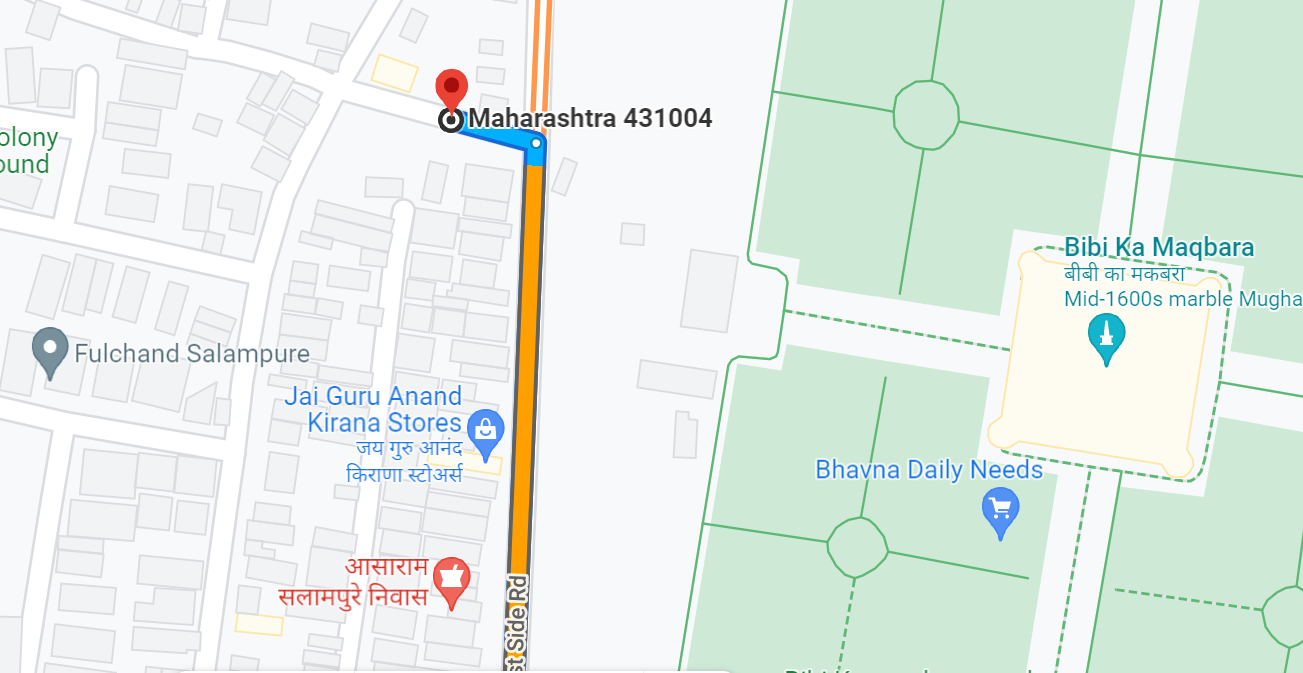 Maharashtra 431004
olony
ound
Bibi Ka Maqbara
बीबी का मकबरा
Mid-1600s marble Mugha
Fulchand Salampure
Jai Guru Anand
Kirana Stores
जय गुरु आनंद
किराणा स्टोअर्स
Bhavna Daily Needs
आसाराम
सलामपुरे निवास
st Side Rd